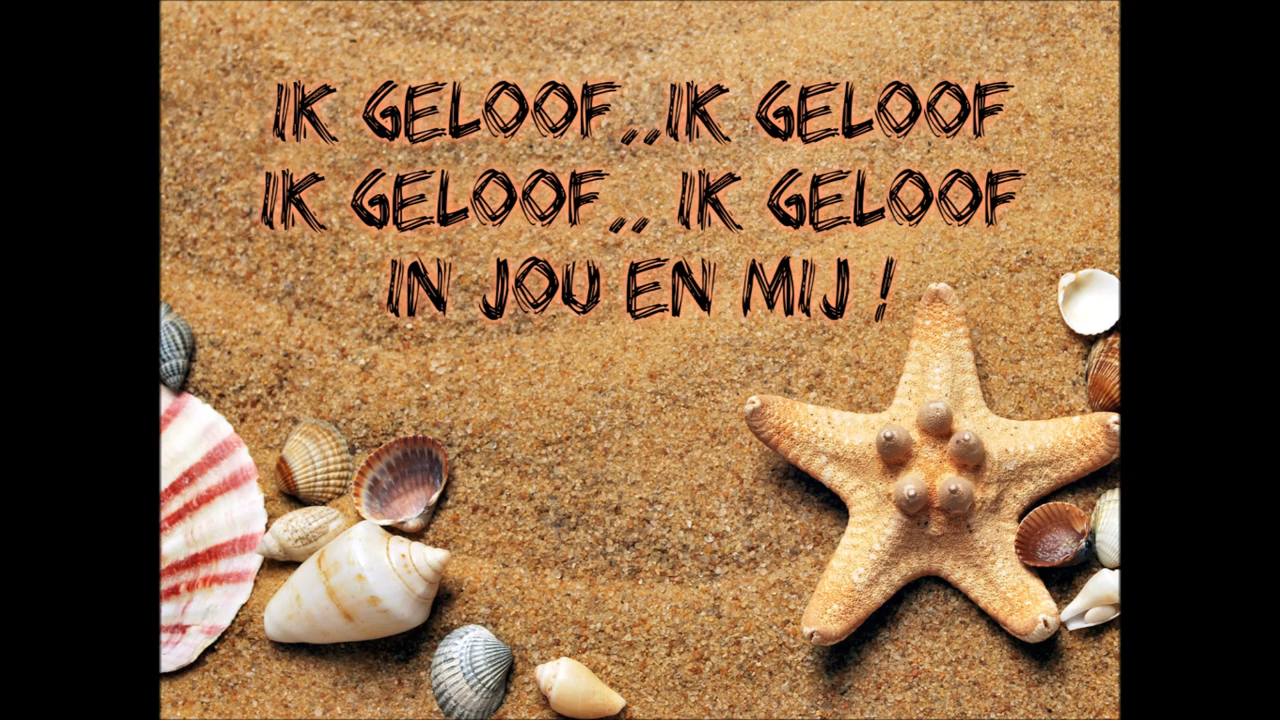 IK GELOOF,,IK GELOOF
IK GELOOF,, IK GELOOF
IN JOU EN MIJ !